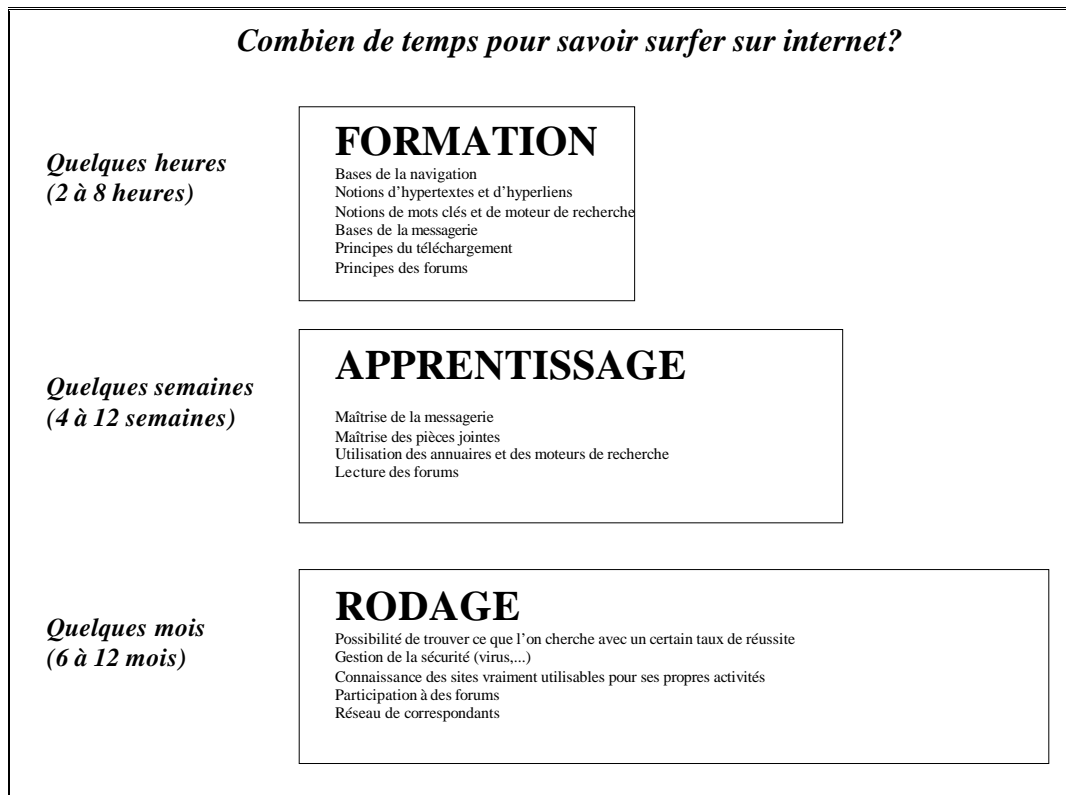 Combien de temps pour savoir surfer sur internet?
Quelques heures
(2 à 8 heures)
FORMATION
Bases de la navigation
Notions d'hypertextes et d'hyperliens
Notions de mots clés et de moteur de recherche
Bases de la messagerie
Principes du téléchargement
Principes des forums
Quelques semaines
(4 à 12 semaines)
APPRENTISSAGE
Maîtrise de la messagerie
Maîtrise des pièces jointes
Utilisation des annuaires et des moteurs de recherche
Lecture des forums
Quelques mois
(6 à 12 mois)
RODAGE
Possibilité de trouver ce que l'on cherche avec un certain taux de réussite
Gestion de la sécurité (virus,...)
Connaissance des sites vraiment utilisables pour ses propres activités
Participation à des forums
Réseau de correspondants